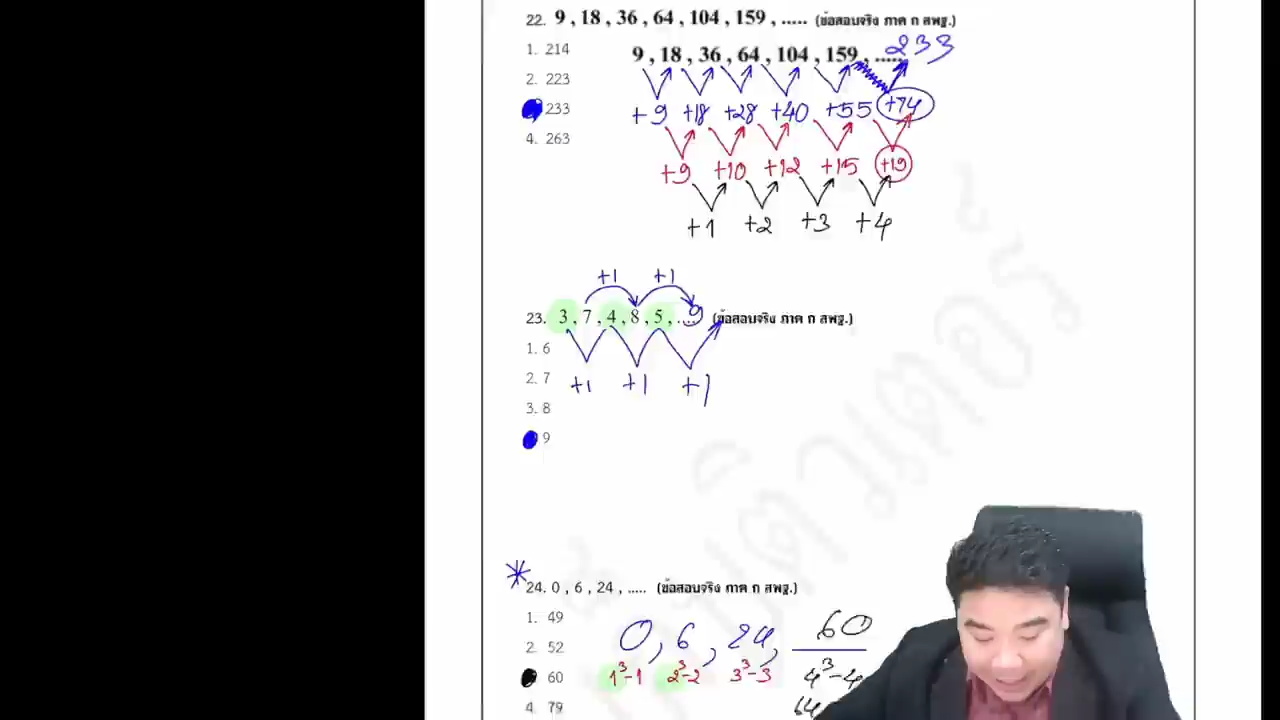 22. 9 , 18 , 36 , 64 , 104 , 159 , ..... (ข้อสอบจริง ภาค ก สพฐ.)
1. 214
2. 223
233
4. 263
9 , 18 , 36 , 64 , 104 , 159 , ..... 233
+9 +18 +28 +40 +55 +74
+9 +10 +12 +15 +19
+1 +2 +3 +4
+1 +1
23. 3 , 7 , 4 , 8 , 5 , .... 9 (ข้อสอบจริง ภาค ก สพฐ.)
+1 +1 +1
1. 6
2. 7
3. 8
9
24. 0 , 6 , 24 , ..... (ข้อสอบจริง ภาค ก สพฐ.)
1. 49
2. 52
60
4. 79
0, 6, 24, 60
1³-1 2³-2 3³-3 4³-4
64